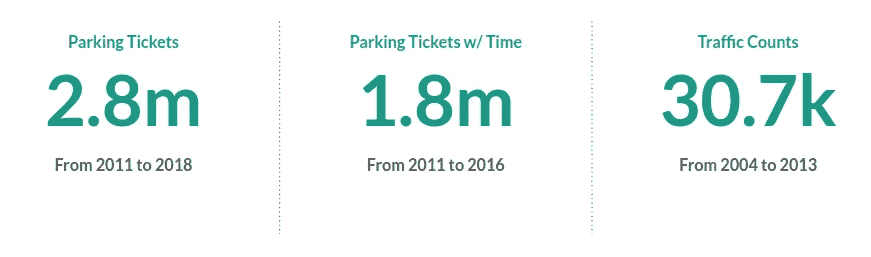 Parking Tickets
2.8m
From 2011 to 2018
Parking Tickets w/ Time
1.8m
From 2011 to 2016
Traffic Counts
30.7k
From 2004 to 2013